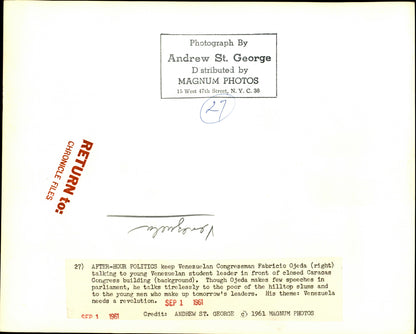 Photograph By
Andrew St. George
D stributed by
MAGNUM PHOTOS
15 West 47th Street, N. Y. C. 36
27
RETURN to:
CHRONICLE FILES
Venezuela
27) AFTER-HOUR POLITICS keep Venezuelan Congressman Fabricio Ojeda (right)
talking to young Venezuelan student leader in front of closed Caracas
Congress building (background). Though Ojeda makes few speeches in
parliament, he talks tirelessly to the poor of the hilltop slums and
to the young men who make up tomorrow's leaders. His theme: Venezuela
needs a revolution. SEP 1 1961
SEP 1 1961 Credit: ANDREW ST. GEORGE © 1961 MAGNUM PHOTOS